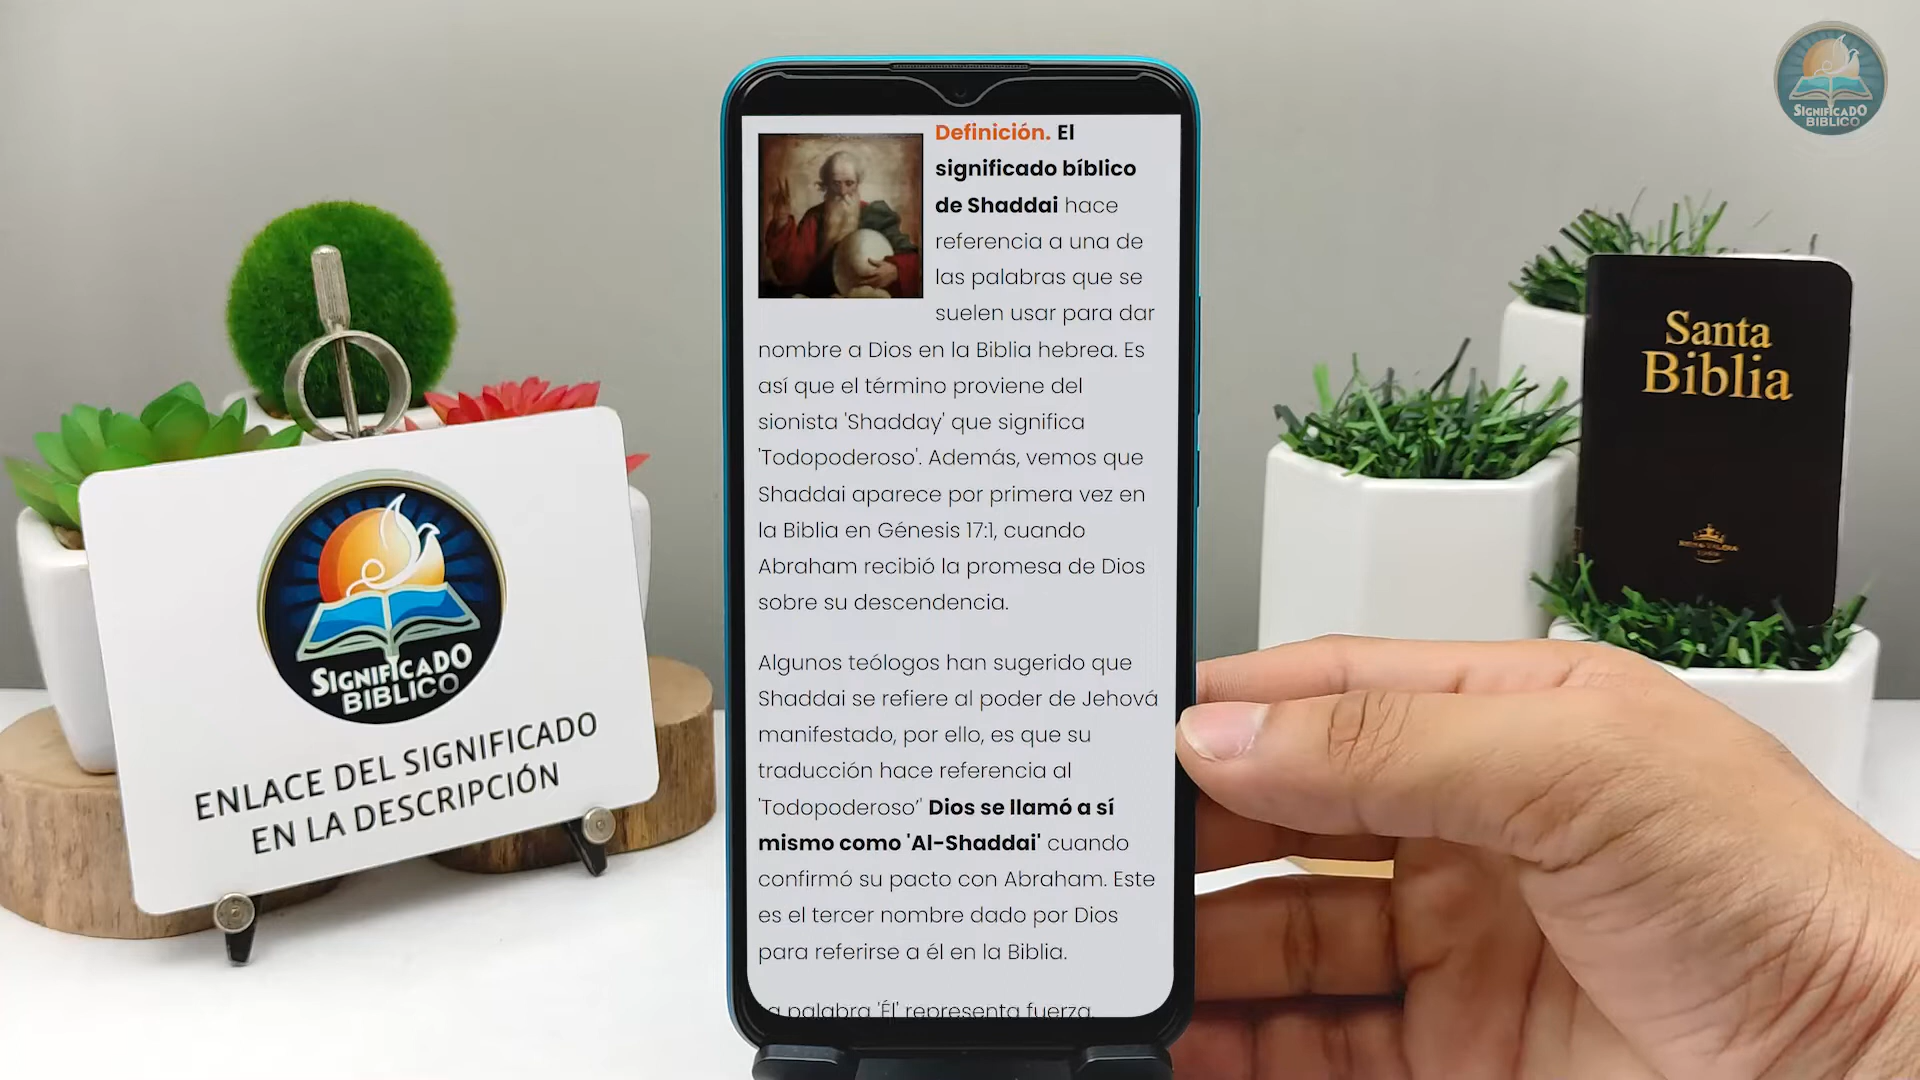 SIGNIFICADO
BIBLICO
Definición. El
significado bíblico
de Shaddai hace
referencia a una de
las palabras que se
suelen usar para dar
nombre a Dios en la Biblia hebrea. Es
así que el término proviene del
sionista 'Shadday' que significa
'Todopoderoso'. Además, vemos que
Shaddai aparece por primera vez en
la Biblia en Génesis 17:1, cuando
Abraham recibió la promesa de Dios
sobre su descendencia.
Algunos teólogos han sugerido que
Shaddai se refiere al poder de Jehová
manifestado, por ello, es que su
traducción hace referencia al
'Todopoderoso'' Dios se llamó a sí
mismo como 'Al-Shaddai' cuando
confirmó su pacto con Abraham. Este
es el tercer nombre dado por Dios
para referirse a él en la Biblia.
palabra 'Él' representa fuerza,
SIGNIFICADO
BIBLICO
ENLACE DEL SIGNIFICADO
EN LA DESCRIPCIÓN
Santa
Biblia